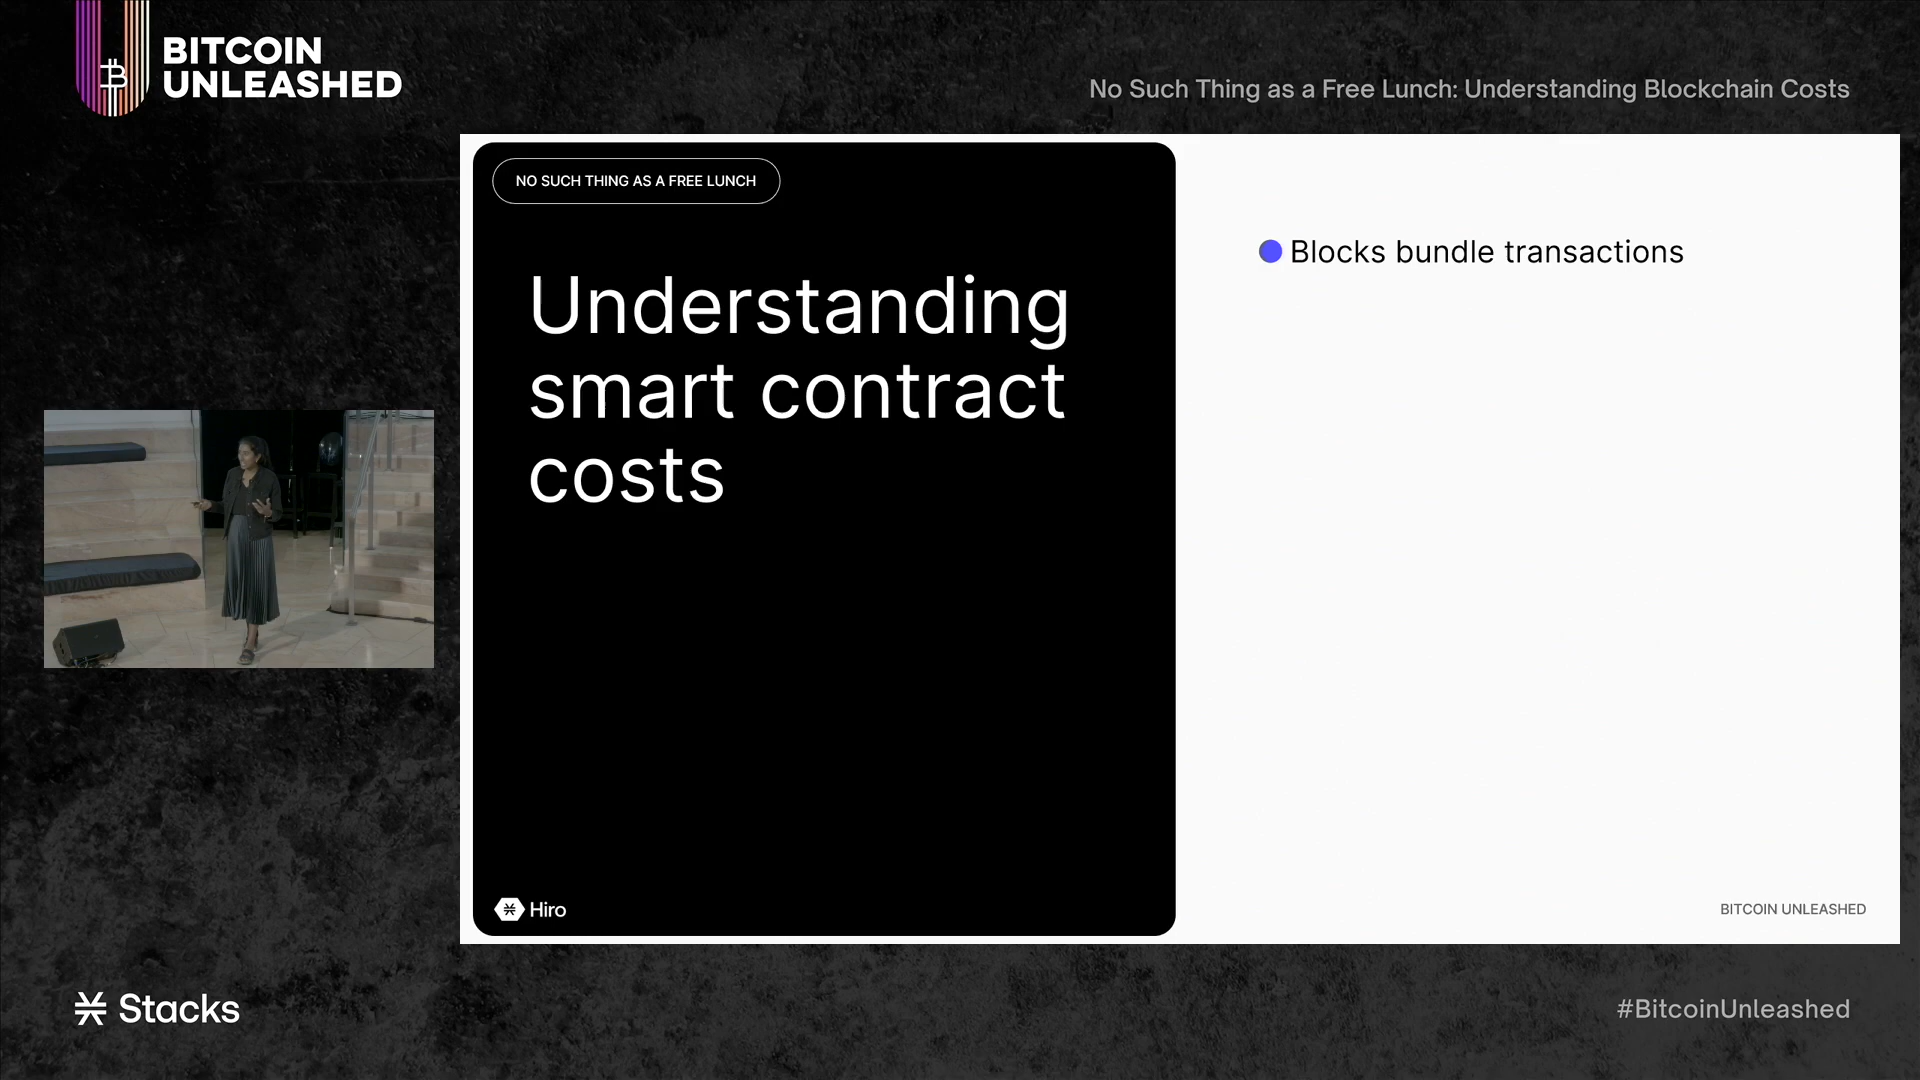 BITCOIN
UNLEASHED
No Such Thing as a Free Lunch: Understanding Blockchain Costs
NO SUCH THING AS A FREE LUNCH
Understanding
smart contract
costs
Blocks bundle transactions
Hiro
BITCOIN UNLEASHED
Stacks
#BitcoinUnleashed